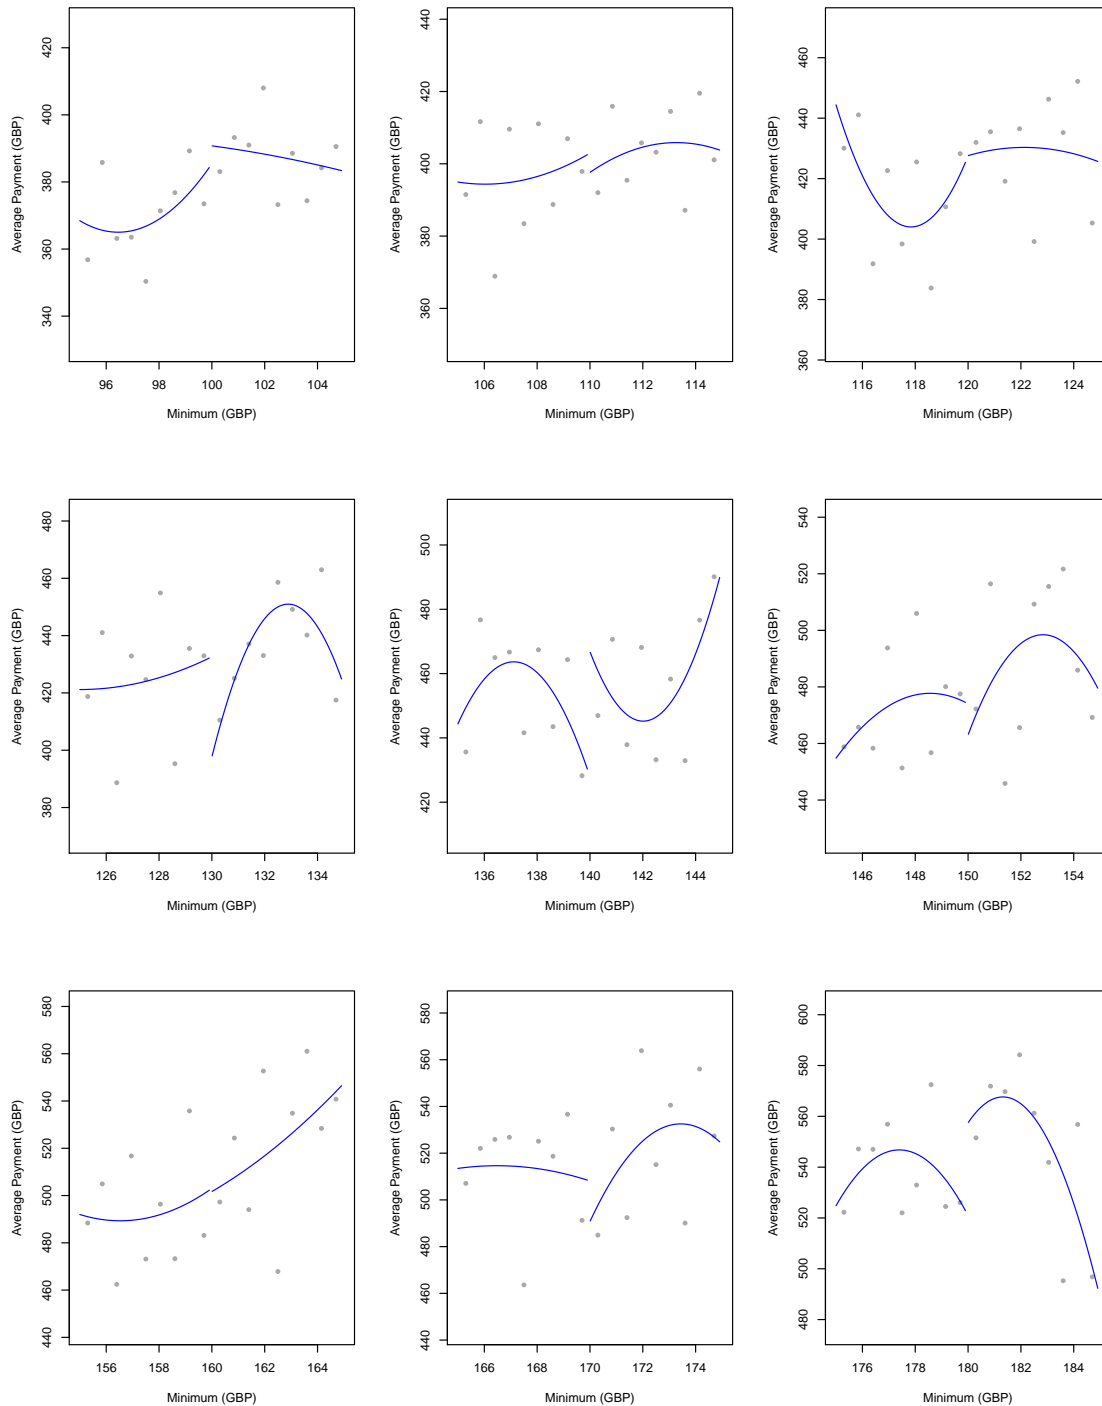 Average Payment (GBP)
340 360 380 400 420
96 98 100 102 104
Minimum (GBP)
Average Payment (GBP)
360 380 400 420 440
106 108 110 112 114
Minimum (GBP)
Average Payment (GBP)
360 380 400 420 440 460
116 118 120 122 124
Minimum (GBP)
Average Payment (GBP)
380 400 420 440 460 480
126 128 130 132 134
Minimum (GBP)
Average Payment (GBP)
420 440 460 480 500
136 138 140 142 144
Minimum (GBP)
Average Payment (GBP)
440 460 480 500 520 540
146 148 150 152 154
Minimum (GBP)
Average Payment (GBP)
440 460 480 500 520 540 560 580
156 158 160 162 164
Minimum (GBP)
Average Payment (GBP)
440 460 480 500 520 540 560 580
166 168 170 172 174
Minimum (GBP)
Average Payment (GBP)
480 500 520 540 560 580 600
176 178 180 182 184
Minimum (GBP)